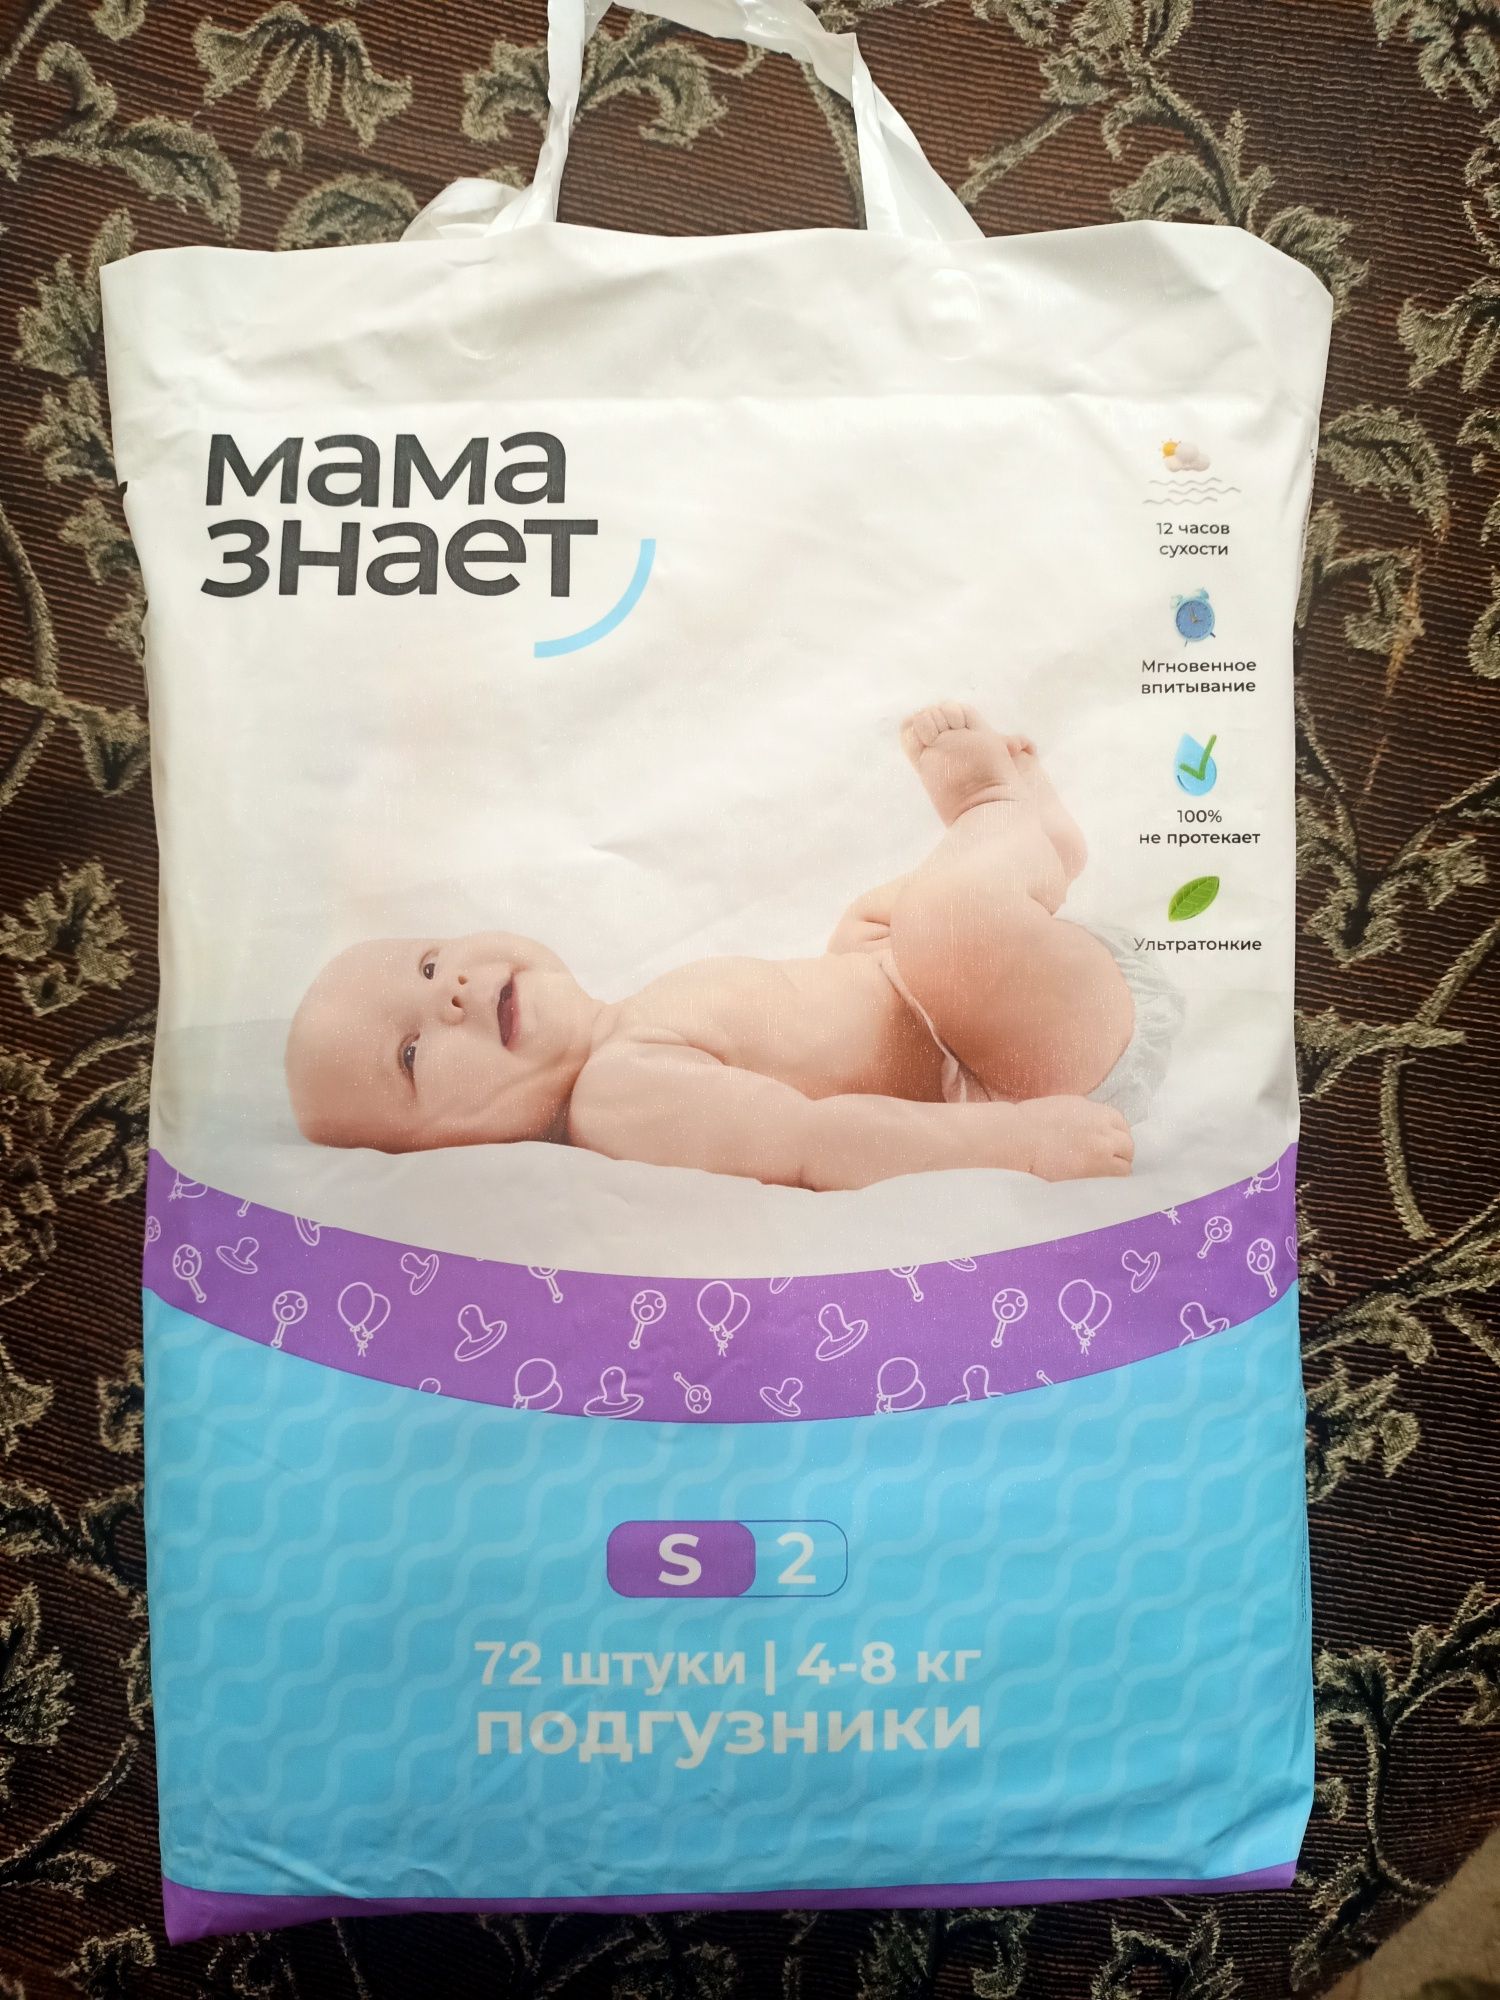 мама
знает
12 часов
сухости
Мгновенное
впитывание
100%
не протекает
Ультратонкие
S 2
72 штуки | 4-8 кг
подгузники